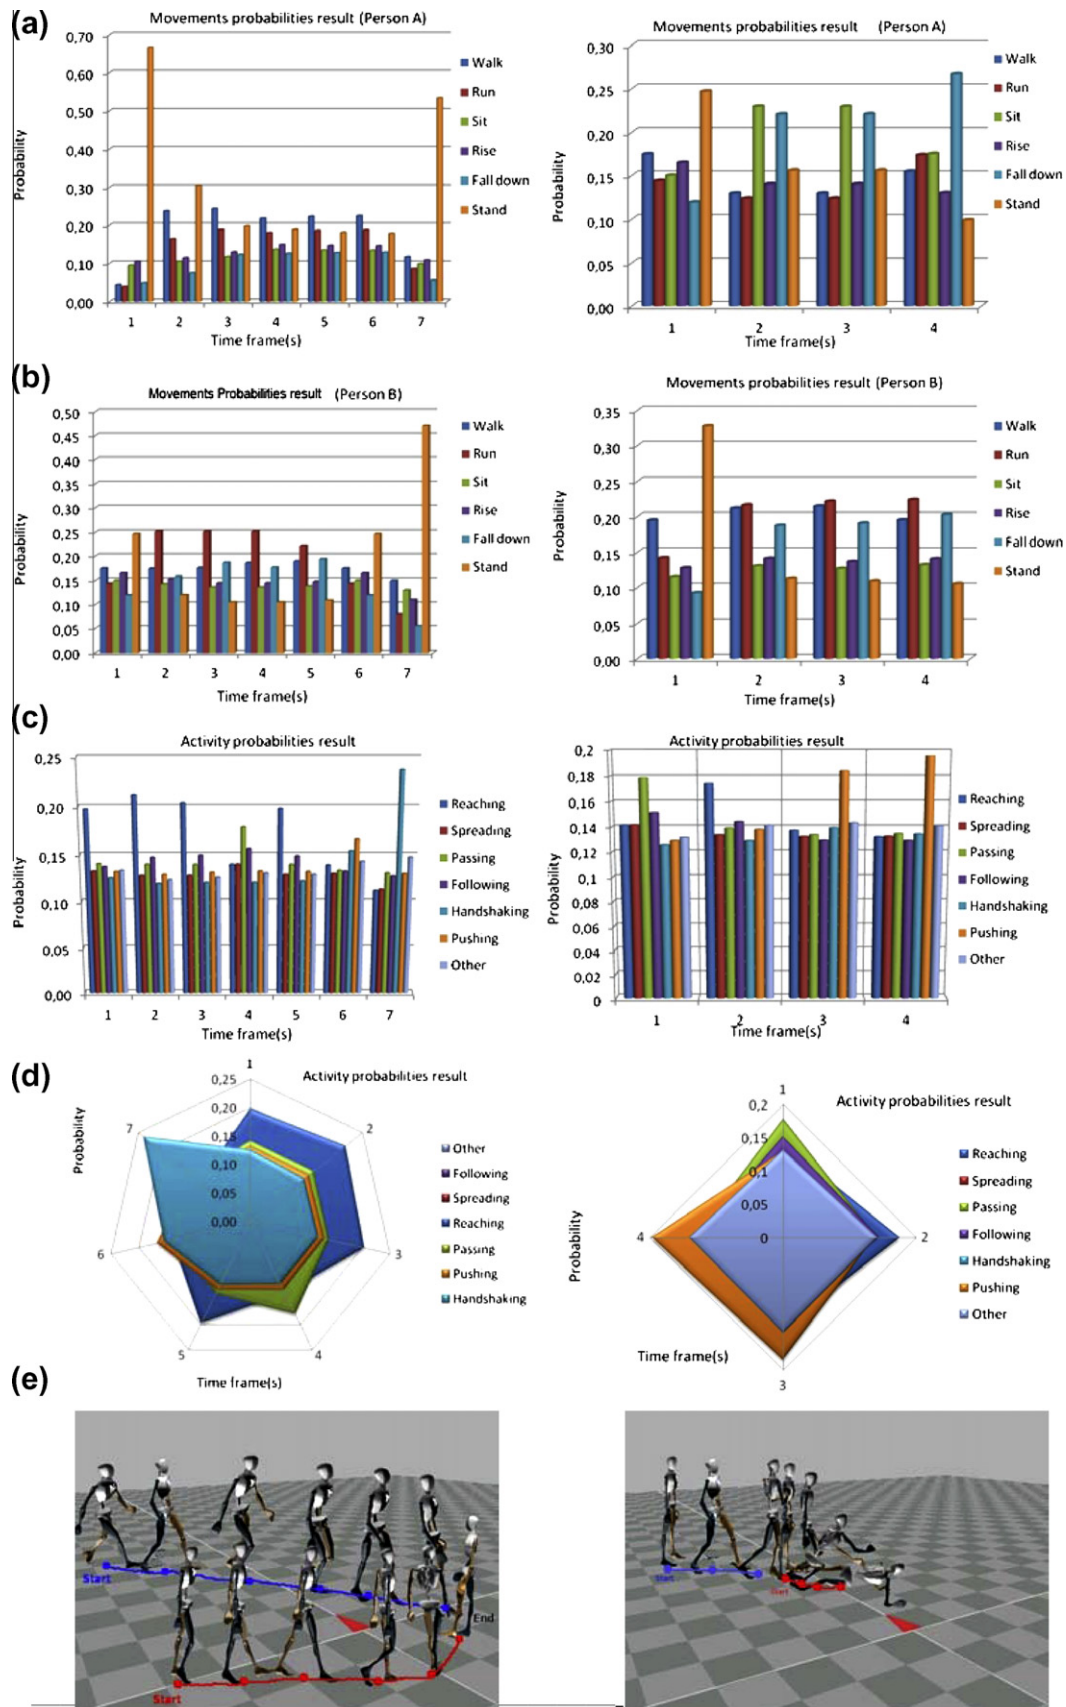 (a)
Movements probabilities result (Person A)
0,70
0,60
0,50
0,40
0,30
0,20
0,10
0,00
Probability
1 2 3 4 5 6 7
Time frame(s)
Walk
Run
Sit
Rise
Fall down
Stand
Movements probabilities result (Person A)
0,30
0,25
0,20
0,15
0,10
0,05
0,00
Probability
1 2 3 4
Time frame(s)
Walk
Run
Sit
Rise
Fall down
Stand
(b)
Movements Probabilities result (Person B)
0,50
0,45
0,40
0,35
0,30
0,25
0,20
0,15
0,10
0,05
0,00
Probability
1 2 3 4 5 6 7
Time frame(s)
Walk
Run
Sit
Rise
Fall down
Stand
Movements probabilities result (Person B)
0,35
0,30
0,25
0,20
0,15
0,10
0,05
0,00
Probability
1 2 3 4
Time frame(s)
Walk
Run
Sit
Rise
Fall down
Stand
(c)
Activity probabilities result
0,25
0,20
0,15
0,10
0,05
0,00
Probability
1 2 3 4 5 6 7
Time frame(s)
Reaching
Spreading
Passing
Following
Handshaking
Pushing
Other
Activity probabilities result
0,2
0,18
0,16
0,14
0,12
0,1
0,08
0,06
0,04
0,02
0
Probability
1 2 3 4
Time frame(s)
Reaching
Spreading
Passing
Following
Handshaking
Pushing
Other
(d)
Activity probabilities result
Probability
1
2
3
4
5
6
7
0,25
0,20
0,15
0,10
0,05
0,00
Time frame(s)
Other
Following
Spreading
Reaching
Passing
Pushing
Handshaking
Activity probabilities result
Probability
1
2
3
4
0,2
0,15
0,1
0,05
0
Time frame(s)
Reaching
Spreading
Passing
Following
Handshaking
Pushing
Other
(e)
Start
Start
End
Start
Start